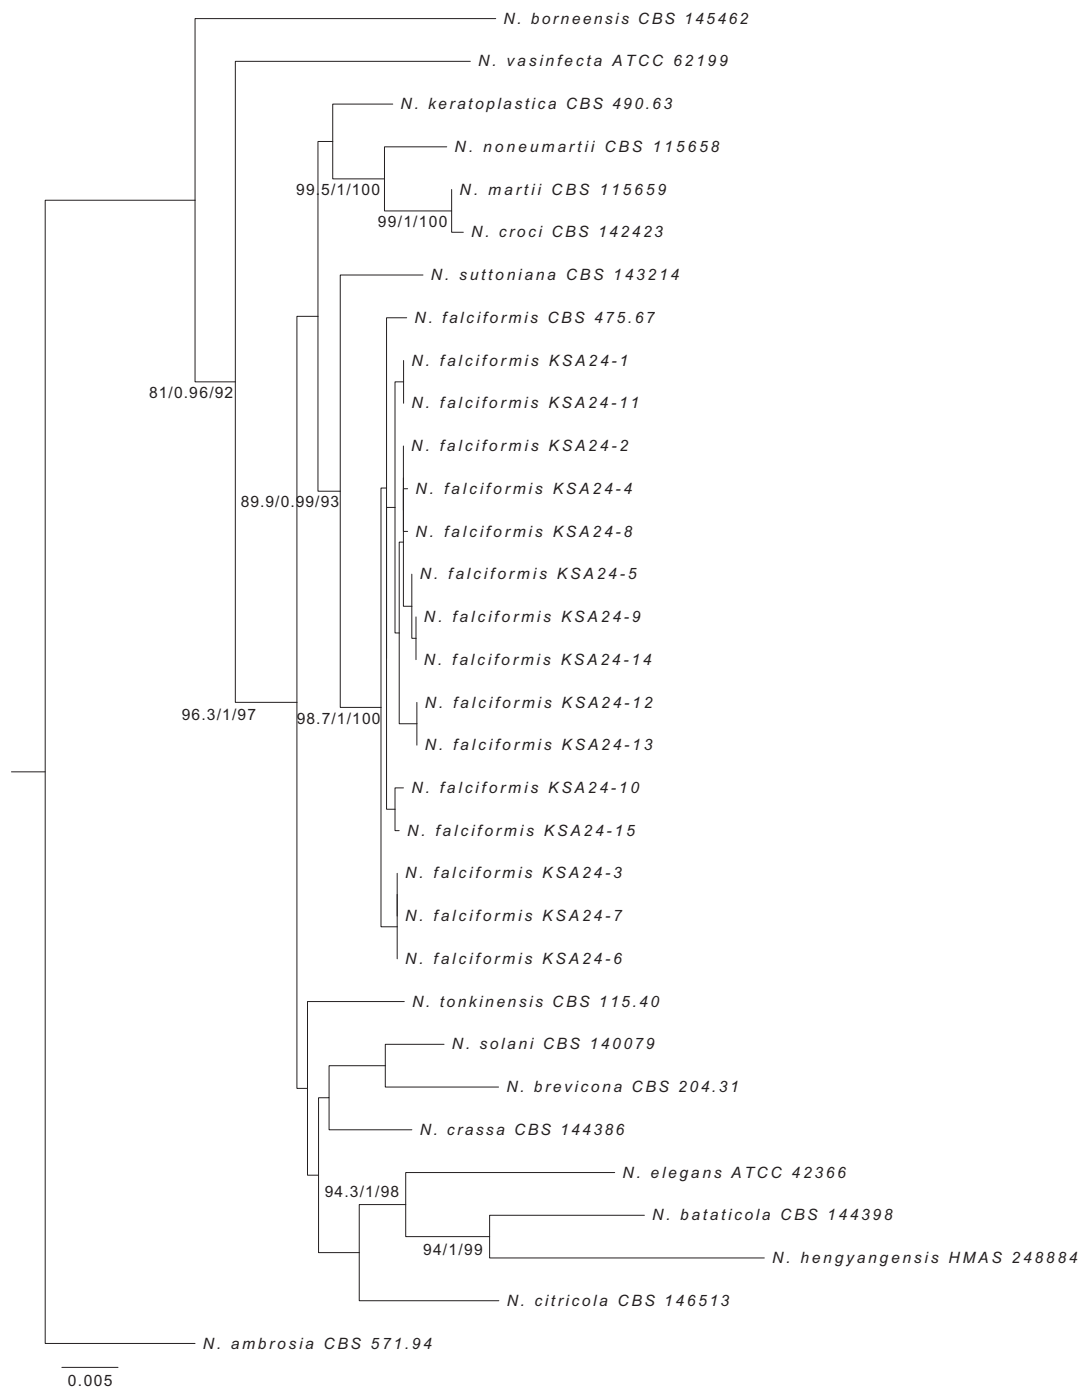 N. borneensis CBS 145462
N. vasinfecta ATCC 62199
N. keratoplastica CBS 490.63
N. noneumartii CBS 115658
99.5/1/100
N. martii CBS 115659
99/1/100
N. croci CBS 142423
N. suttoniana CBS 143214
N. falciformis CBS 475.67
N. falciformis KSA24-1
81/0.96/92
N. falciformis KSA24-11
N. falciformis KSA24-2
N. falciformis KSA24-4
89.9/0.99/93
N. falciformis KSA24-8
N. falciformis KSA24-5
N. falciformis KSA24-9
N. falciformis KSA24-14
N. falciformis KSA24-12
96.3/1/97
98.7/1/100
N. falciformis KSA24-13
N. falciformis KSA24-10
N. falciformis KSA24-15
N. falciformis KSA24-3
N. falciformis KSA24-7
N. falciformis KSA24-6
N. tonkinensis CBS 115.40
N. solani CBS 140079
N. brevicona CBS 204.31
N. crassa CBS 144386
N. elegans ATCC 42366
94.3/1/98
N. bataticola CBS 144398
94/1/99
N. hengyangensis HMAS 248884
N. citricola CBS 146513
N. ambrosia CBS 571.94
0.005